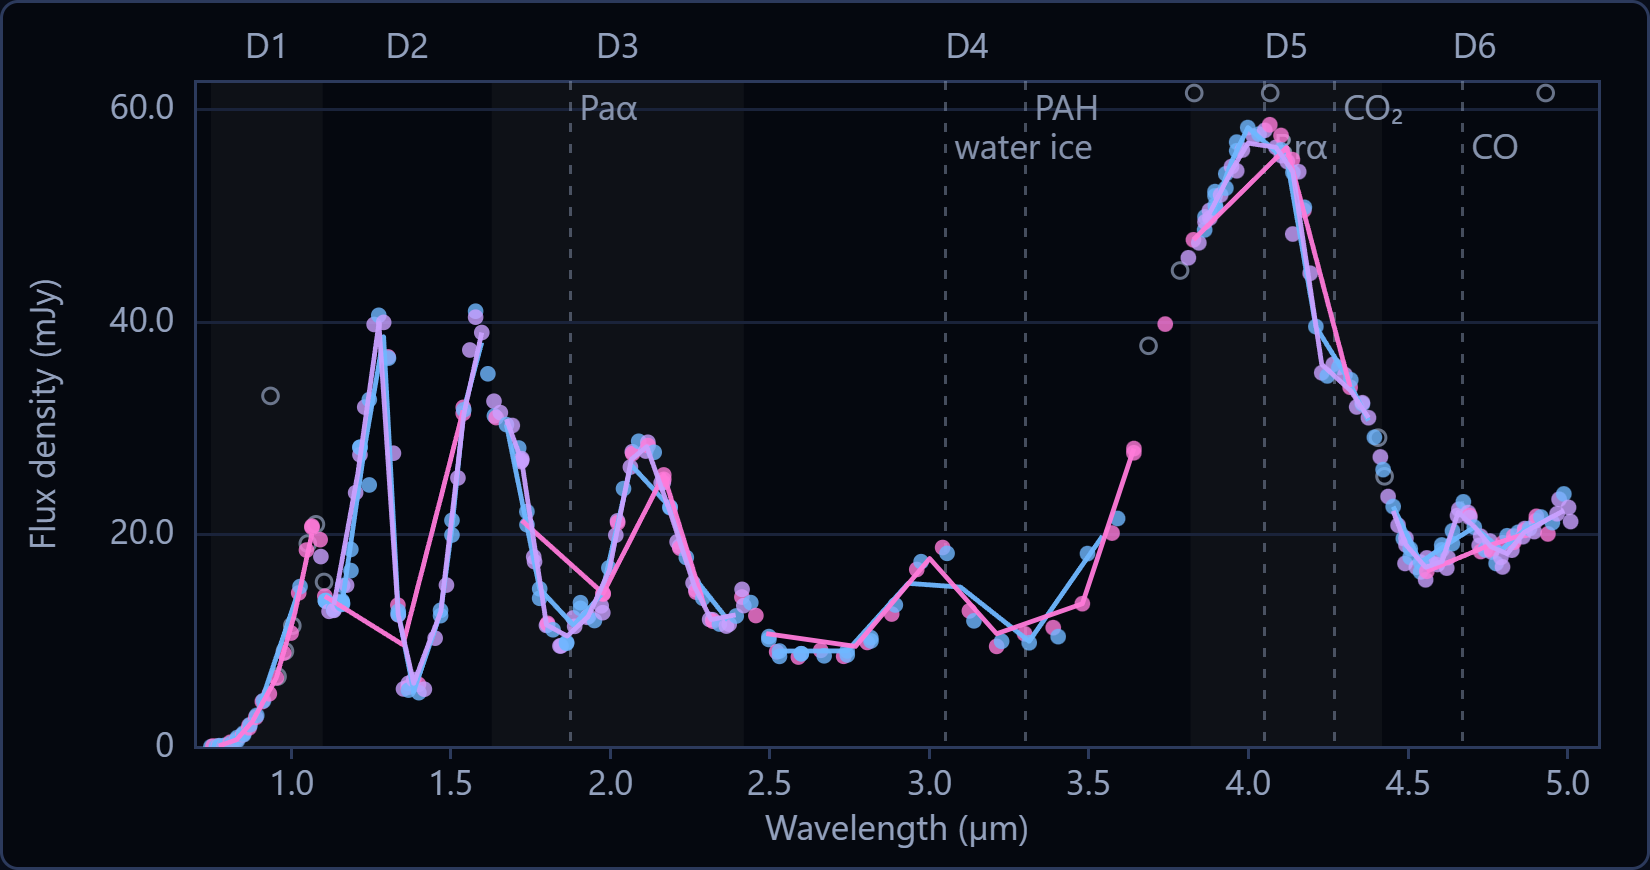 D1 D2 D3 D4 D5 D6
60.0
40.0
20.0
0
Paα
PAH
CO₂
water ice
rα
CO
Flux density (mJy)
1.0 1.5 2.0 2.5 3.0 3.5 4.0 4.5 5.0
Wavelength (μm)